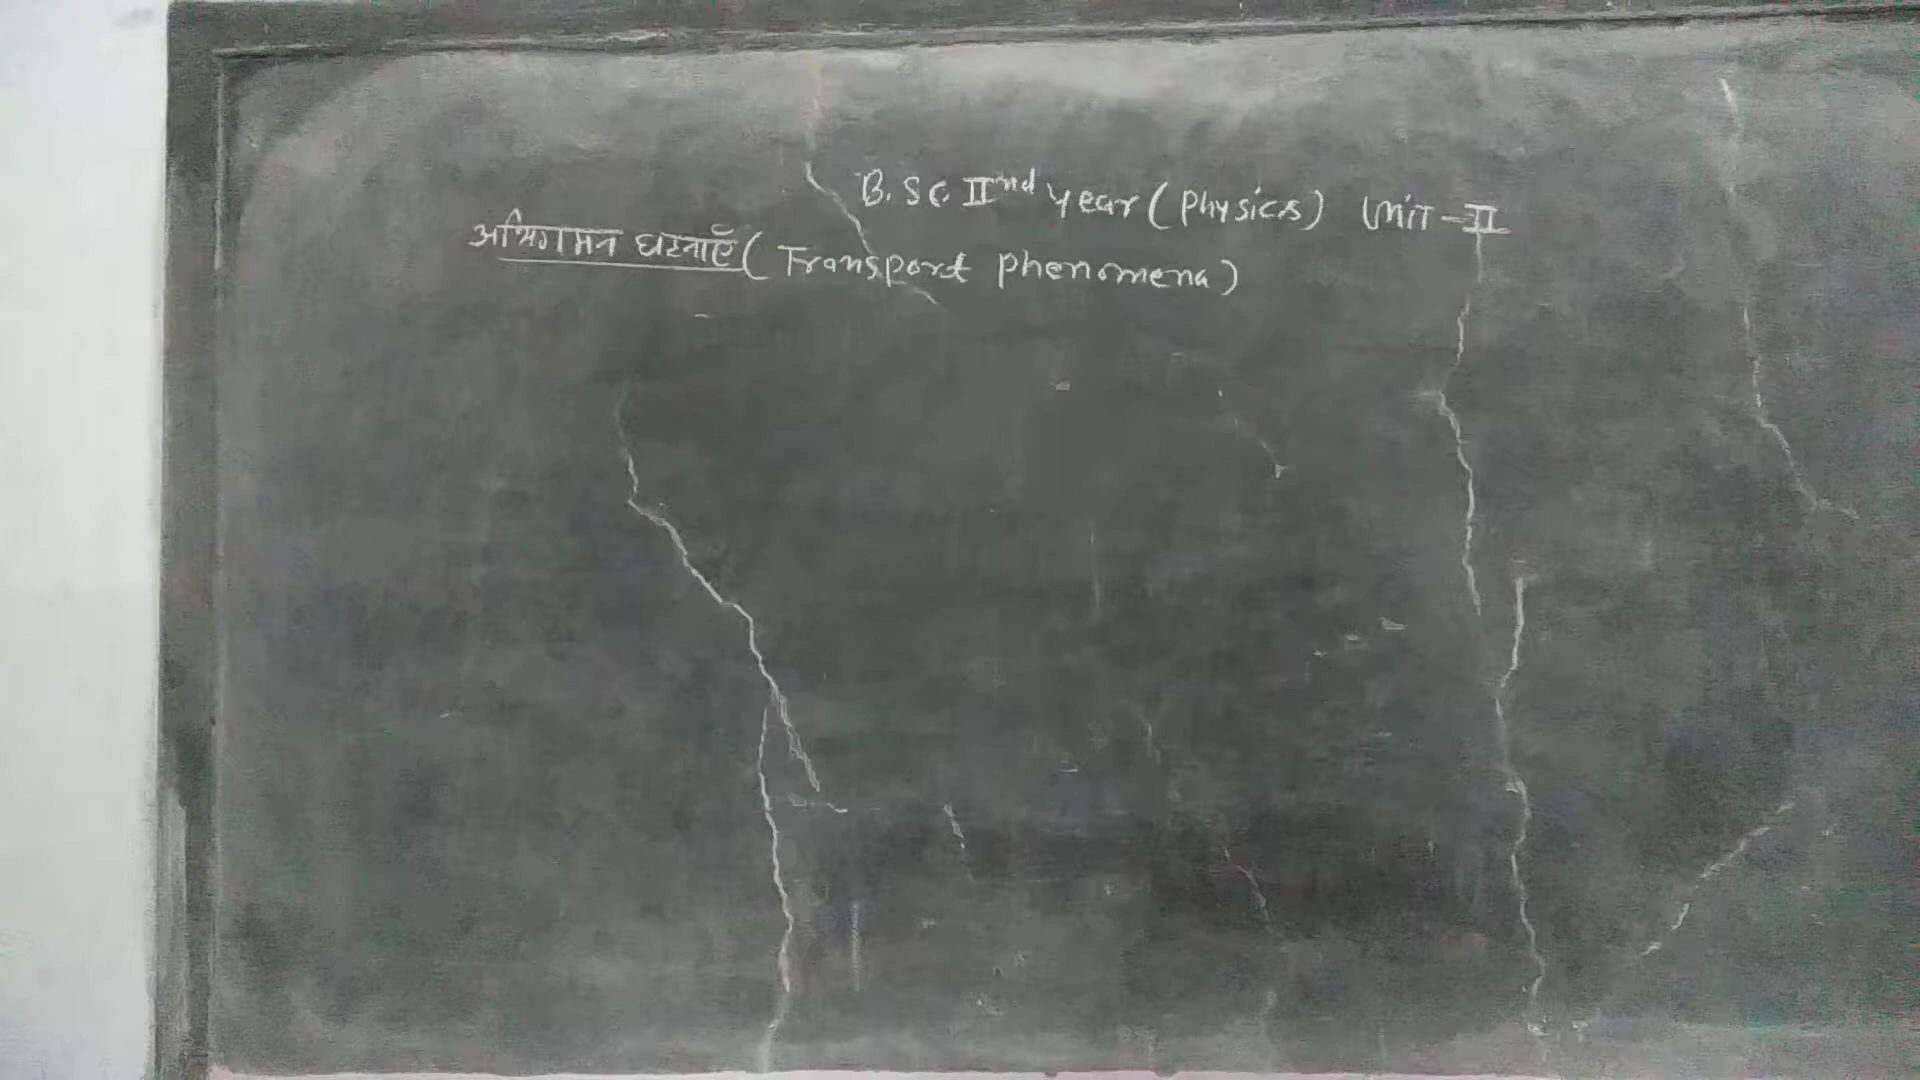 B. Sc. IInd year (Physics) Unit - II
अभिगमन घटनाएँ (Transport Phenomena)